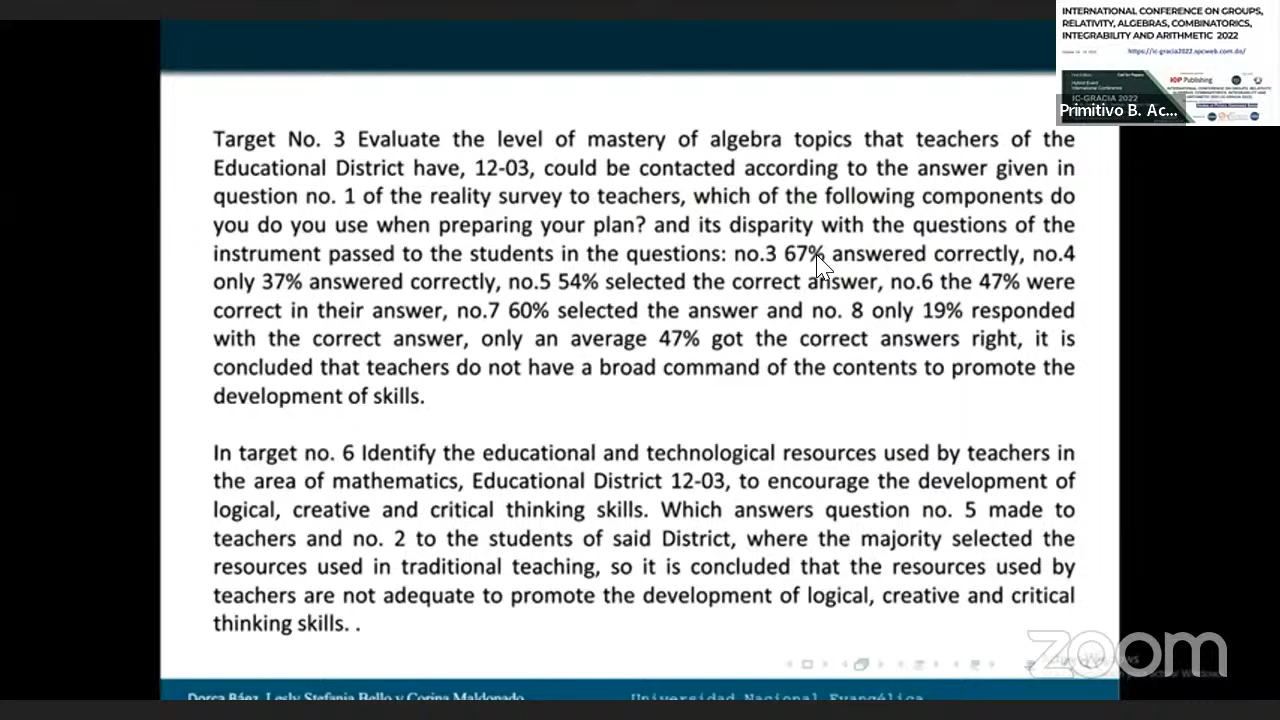 INTERNATIONAL CONFERENCE ON GROUPS,
RELATIVITY, ALGEBRAS, COMBINATORICS,
INTEGRABILITY AND ARITHMETIC 2022
https://ic-gracia2022.apcweb.com.do/
IOP Publishing
IC-GRACIA 2022
Primitivo B. Ac...
Target No. 3 Evaluate the level of mastery of algebra topics that teachers of the
Educational District have, 12-03, could be contacted according to the answer given in
question no. 1 of the reality survey to teachers, which of the following components do
you do you use when preparing your plan? and its disparity with the questions of the
instrument passed to the students in the questions: no.3 67% answered correctly, no.4
only 37% answered correctly, no.5 54% selected the correct answer, no.6 the 47% were
correct in their answer, no.7 60% selected the answer and no. 8 only 19% responded
with the correct answer, only an average 47% got the correct answers right, it is
concluded that teachers do not have a broad command of the contents to promote the
development of skills.
In target no. 6 Identify the educational and technological resources used by teachers in
the area of mathematics, Educational District 12-03, to encourage the development of
logical, creative and critical thinking skills. Which answers question no. 5 made to
teachers and no. 2 to the students of said District, where the majority selected the
resources used in traditional teaching, so it is concluded that the resources used by
teachers are not adequate to promote the development of logical, creative and critical
thinking skills. .
zoom
Dorca Báez, Lesly Stefania Bello y Corina Maldonado
Universidad Nacional Evangélica